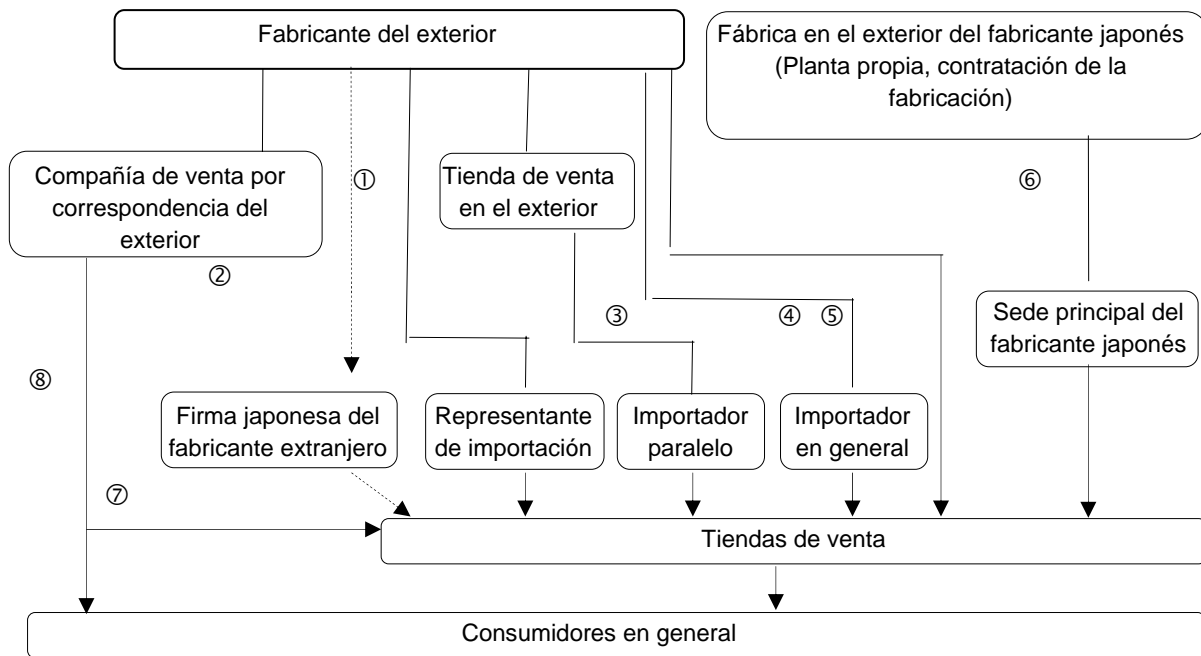 Fabricante del exterior
Fábrica en el exterior del fabricante japonés
(Planta propia, contratación de la
fabricación)
Compañía de venta por
correspondencia del
exterior
①
Tienda de venta
en el exterior
⑥
②
③
④
⑤
Sede principal del
fabricante japonés
⑧
Firma japonesa del
fabricante extranjero
Representante
de importación
Importador
paralelo
Importador
en general
⑦
Tiendas de venta
Consumidores en general